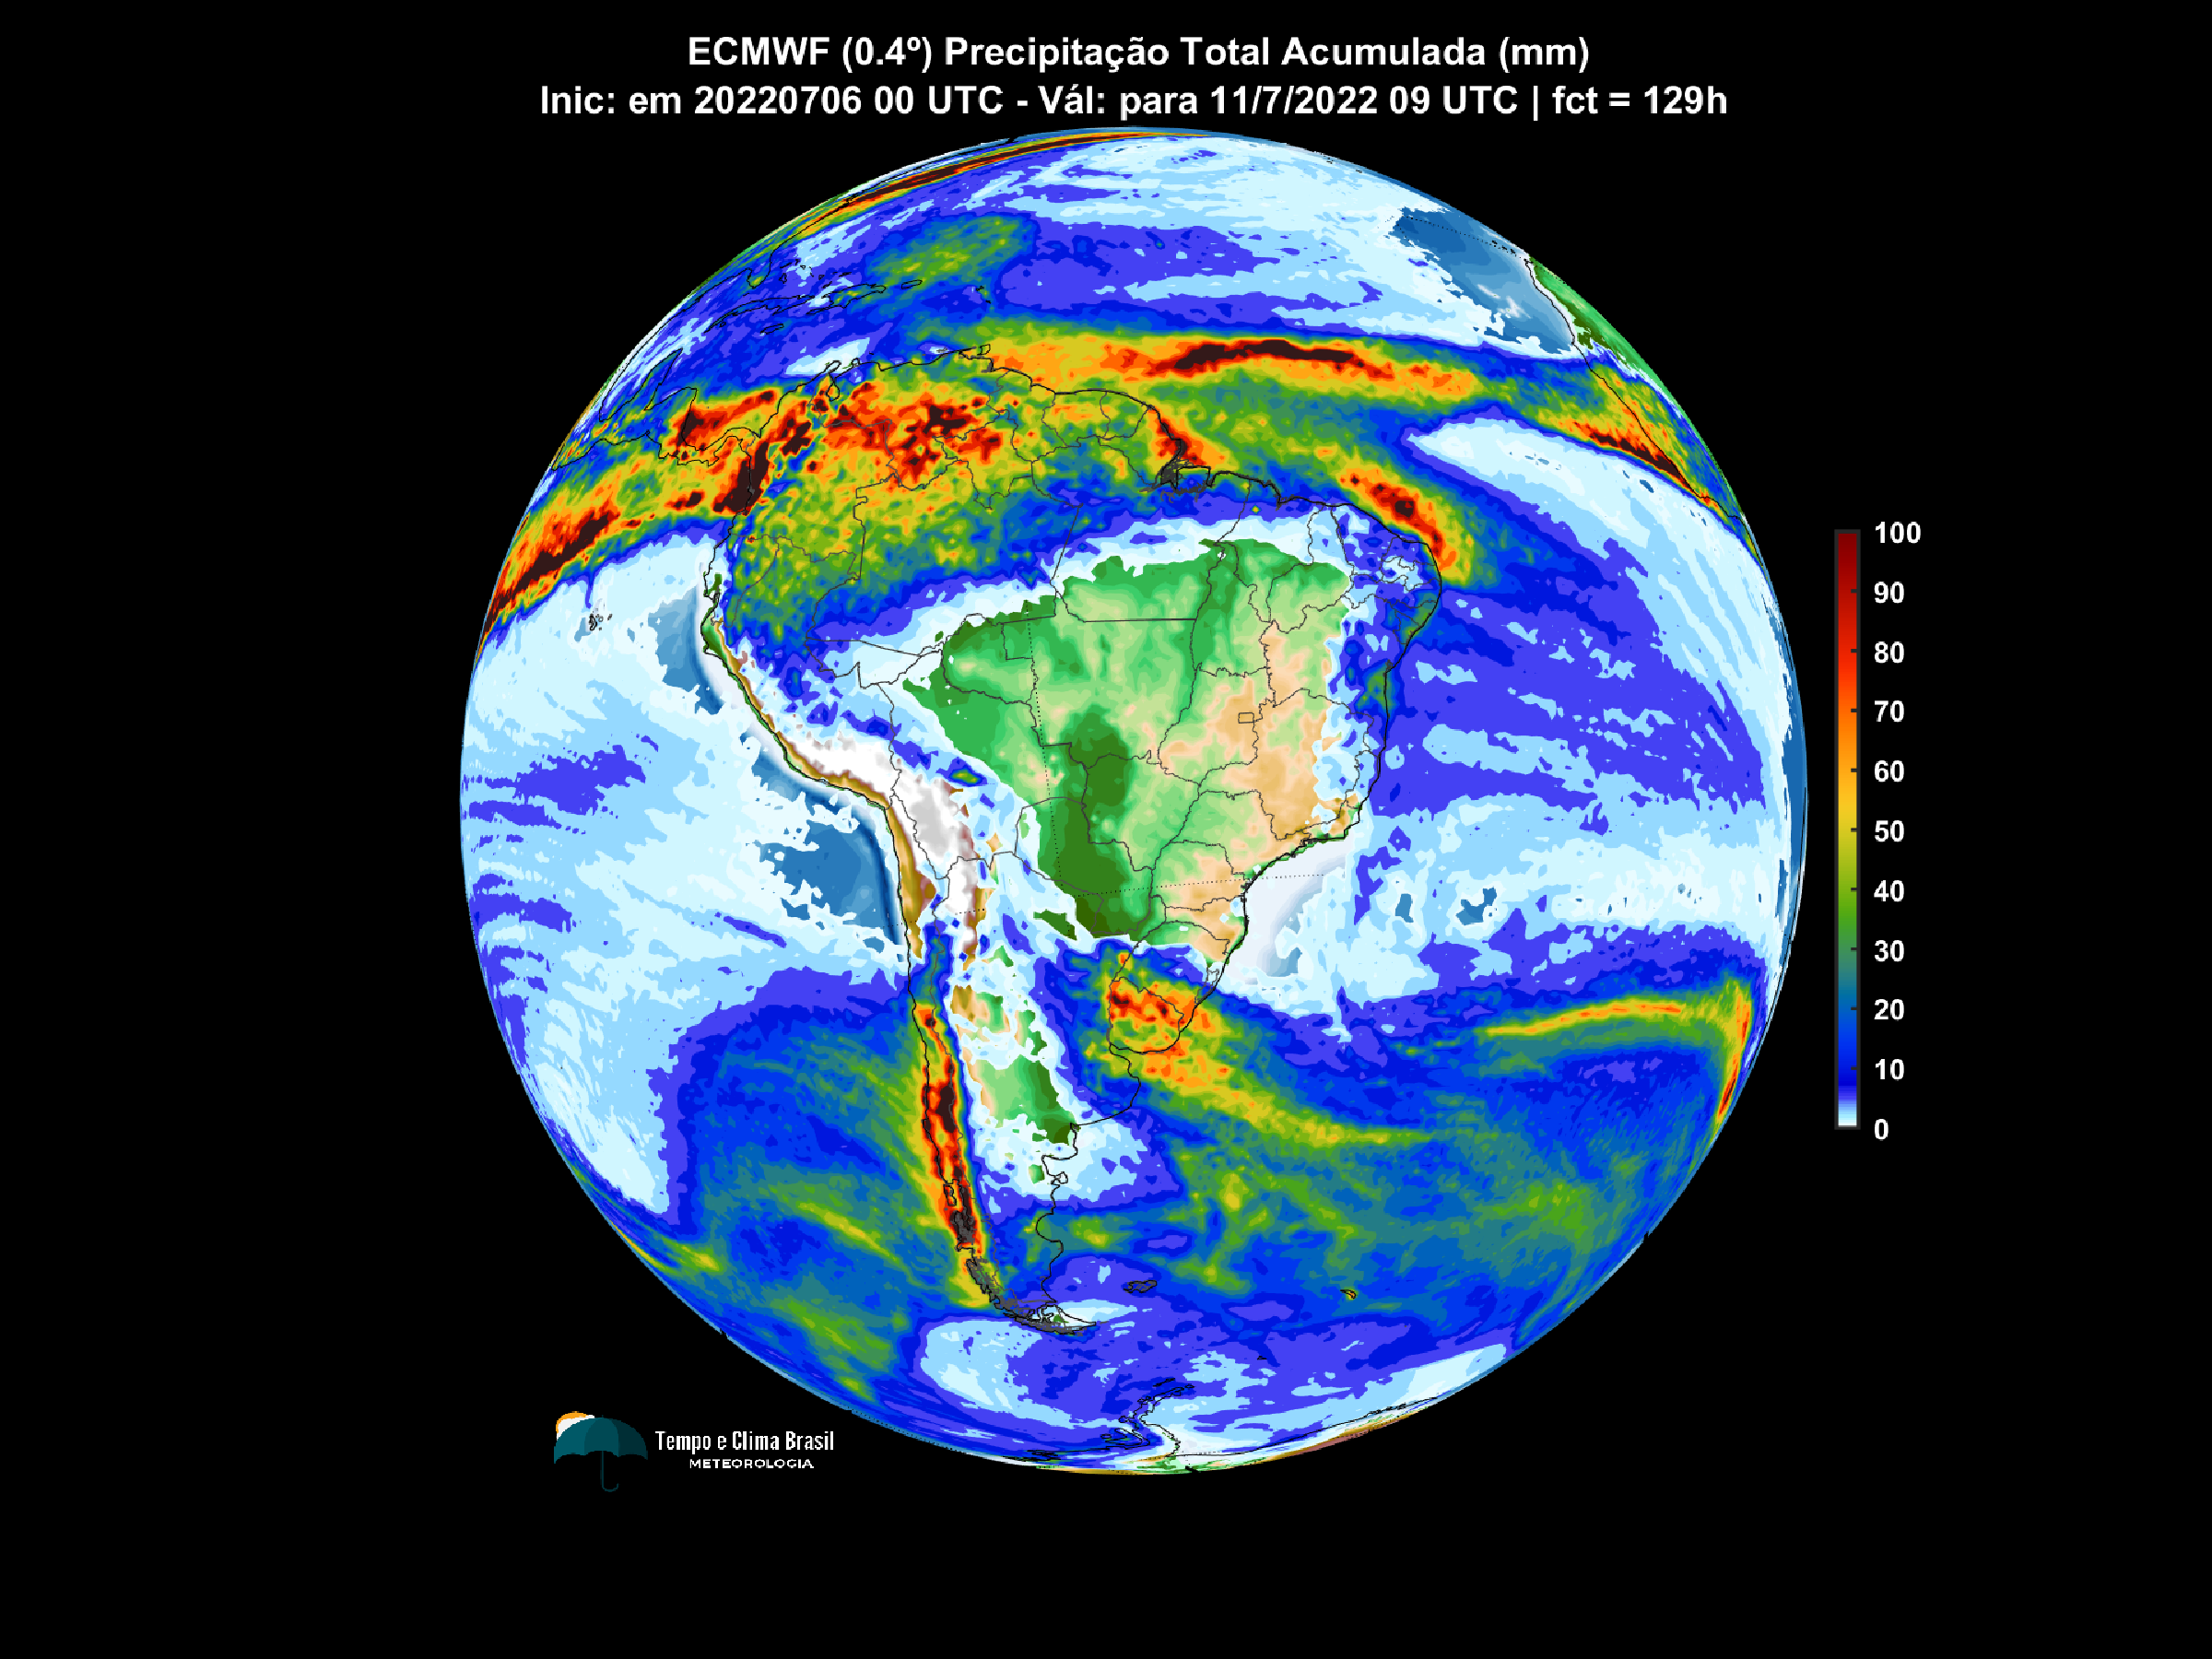 ECMWF (0.4º) Precipitação Total Acumulada (mm)
Inic: em 20220706 00 UTC - Vál: para 11/7/2022 09 UTC | fct = 129h
100
90
80
70
60
50
40
30
20
10
0
Tempo e Clima Brasil
METEOROLOGIA